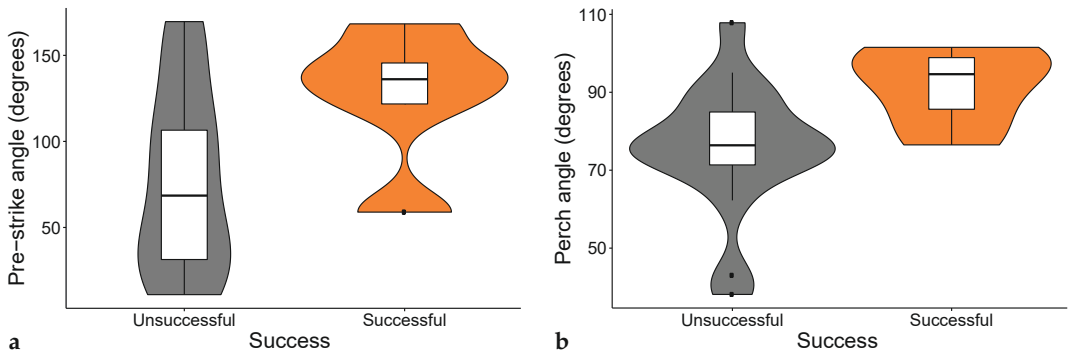 Pre−strike angle (degrees)
150
100
50
Unsuccessful
Successful
Success
a
Perch angle (degrees)
110
90
70
50
Unsuccessful
Successful
Success
b